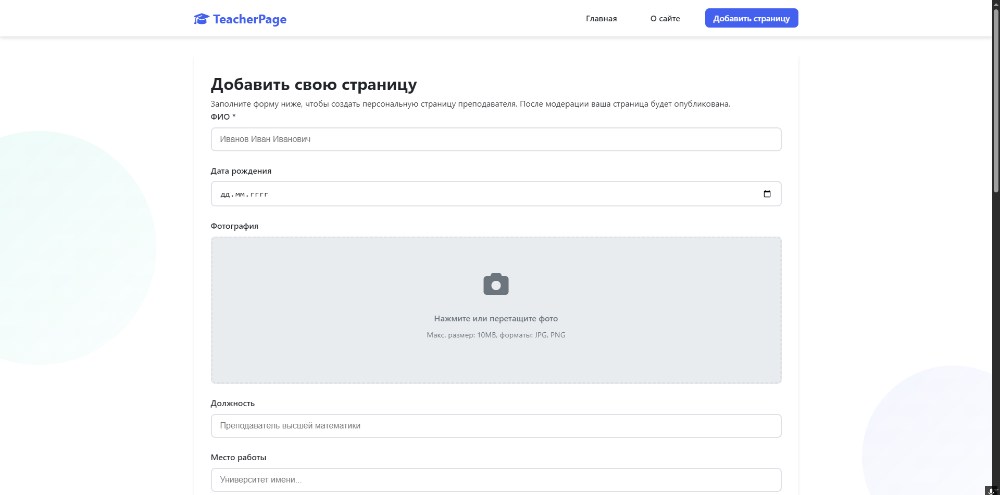 TeacherPage
Главная
О сайте
Добавить страницу
Добавить свою страницу
Заполните форму ниже, чтобы создать персональную страницу преподавателя. После модерации ваша страница будет опубликована.
ФИО *
Иванов Иван Иванович
Дата рождения
дд.мм.гггг
Фотография
Нажмите или перетащите фото
Макс. размер: 10MB, форматы: JPG, PNG
Должность
Преподаватель высшей математики
Место работы
Университет имени...